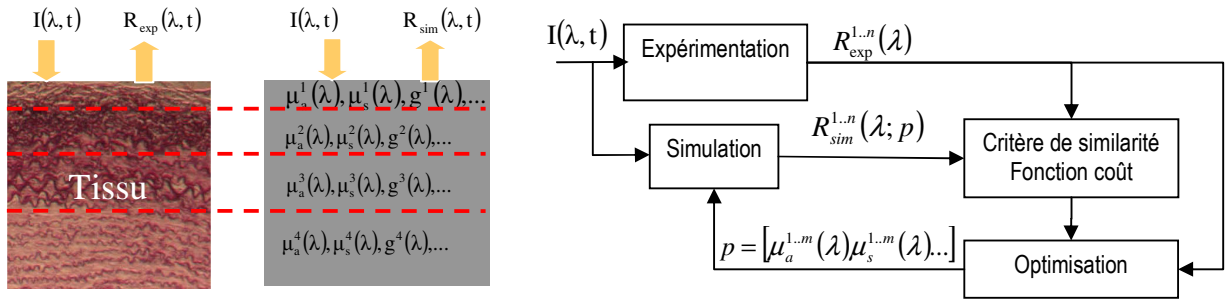 I(λ, t) R_exp(λ, t) I(λ, t) R_sim(λ, t)
μ_a^1(λ), μ_s^1(λ), g^1(λ),...
μ_a^2(λ), μ_s^2(λ), g^2(λ),...
Tissu
μ_a^3(λ), μ_s^3(λ), g^3(λ),...
μ_a^4(λ), μ_s^4(λ), g^4(λ),...
I(λ, t)
Expérimentation
R_exp^{1..n}(λ)
Simulation
R_sim^{1..n}(λ; p)
Critère de similarité
Fonction coût
p = [μ_a^{1..m}(λ)μ_s^{1..m}(λ)...]
Optimisation